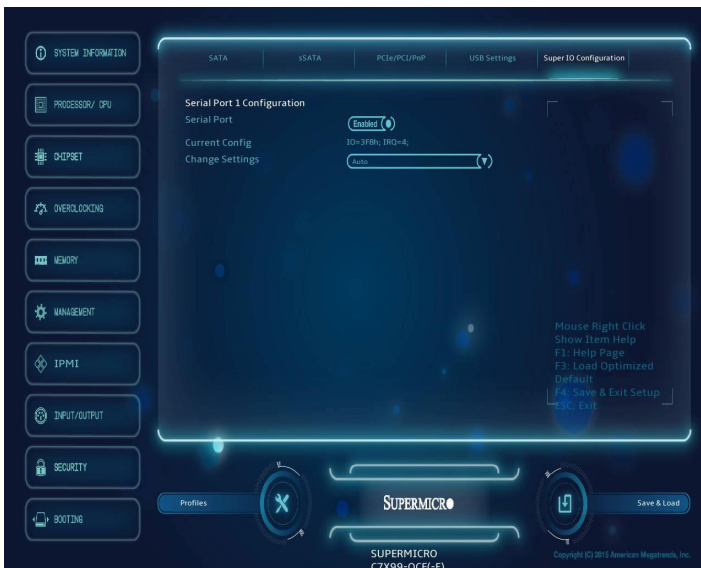 SYSTEM INFORMATION
PROCESSOR/ CPU
CHIPSET
OVERCLOCKING
MEMORY
MANAGEMENT
IPMI
INPUT/OUTPUT
SECURITY
BOOTING
SATA
sSATA
PCIe/PCI/PnP
USB Settings
Super IO Configuration
Serial Port 1 Configuration
Serial Port
Enabled
Current Config
IO=3F8h; IRQ=4;
Change Settings
Auto
Mouse Right Click
Show Item Help
F1: Help Page
F3: Load Optimized
Default
F4: Save & Exit Setup
ESC: Exit
Profiles
SUPERMICRO
Save & Load
SUPERMICRO
C7X99-OCE(-F)
Copyright (C) 2015 American Megatrends, Inc.